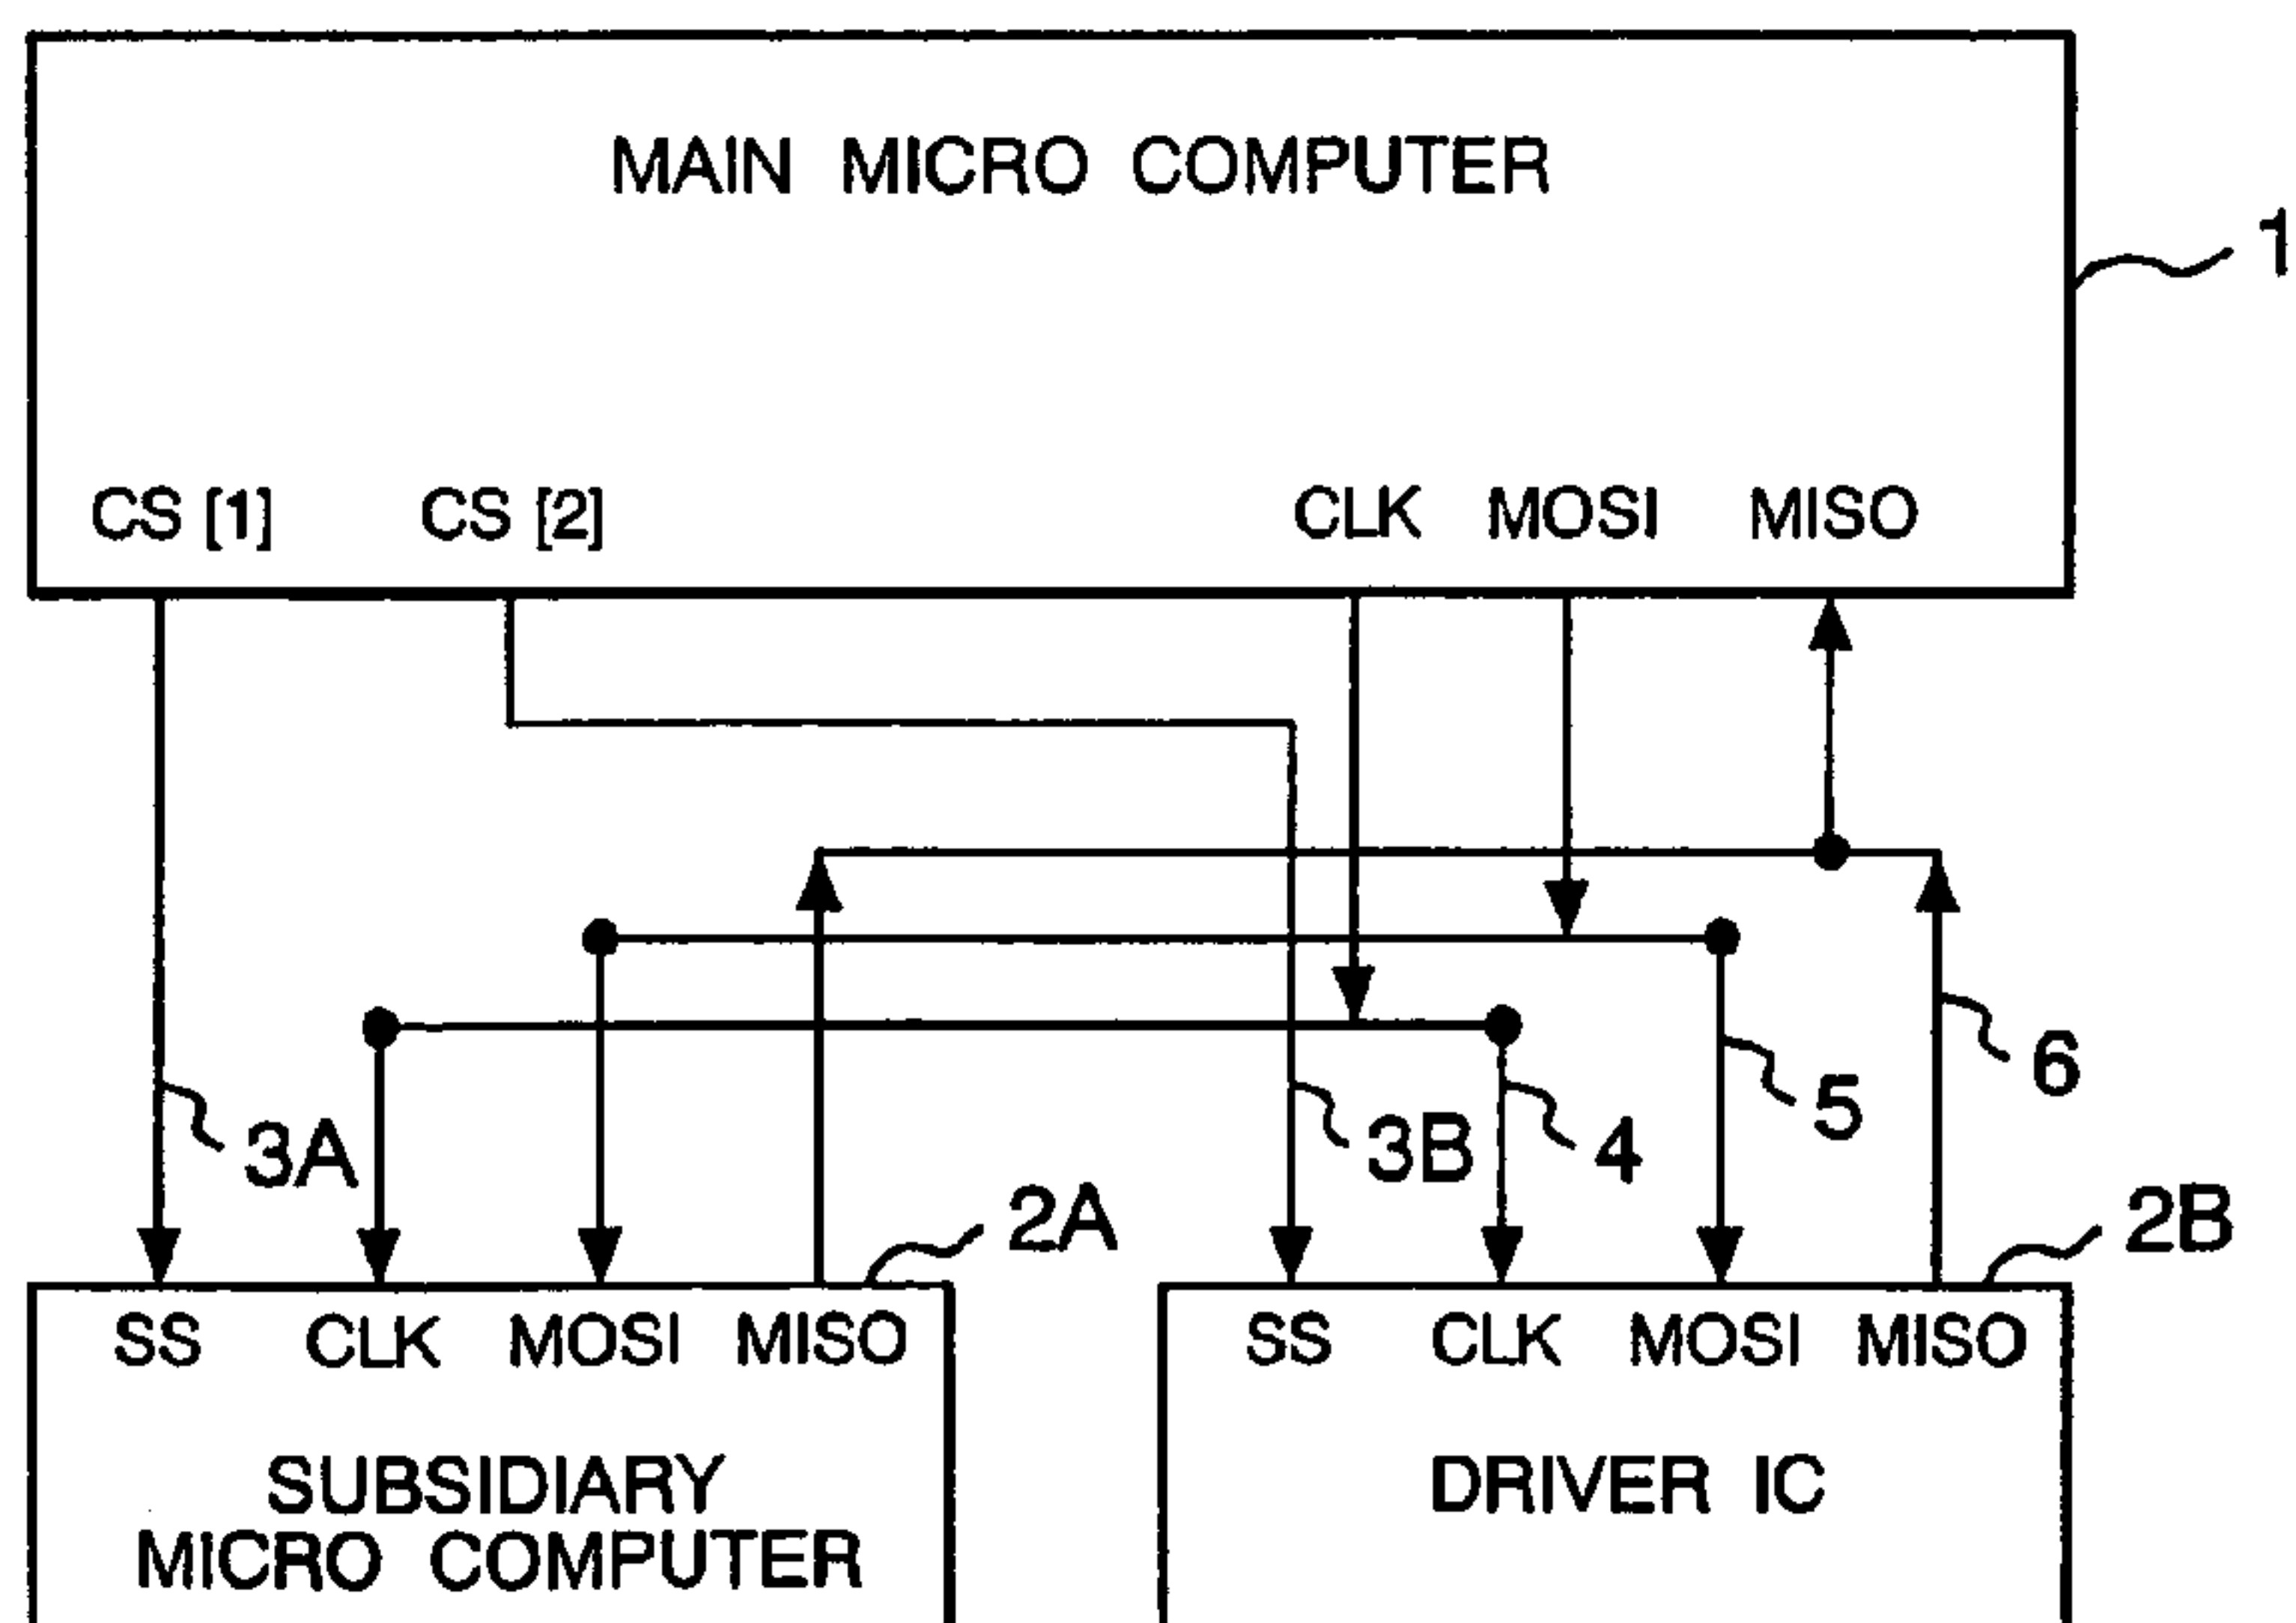 MAIN MICRO COMPUTER
1
CS [1] CS [2] CLK MOSI MISO
6
5
3A 3B 4
2A 2B
SS CLK MOSI MISO SS CLK MOSI MISO
SUBSIDIARY
MICRO COMPUTER
DRIVER IC